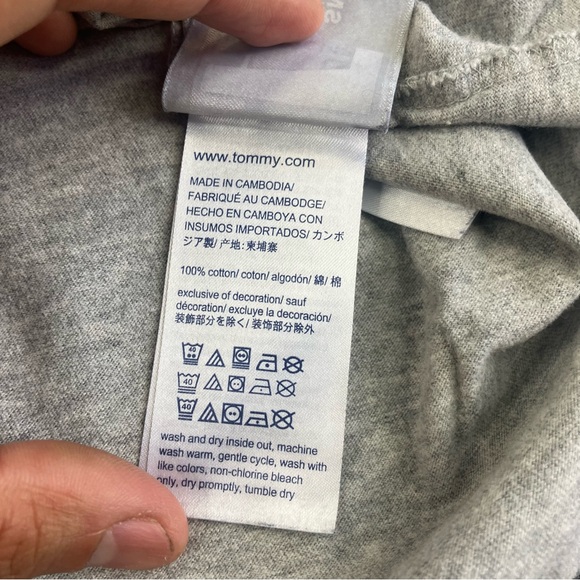 www.tommy.com
MADE IN CAMBODIA/
FABRIQUÉ AU CAMBODGE/
HECHO EN CAMBOYA CON
INSUMOS IMPORTADOS/ カンボ
ジア製/ 产地: 柬埔寨
100% cotton/ coton/ algodón/ 綿/ 棉
exclusive of decoration/ sauf
décoration/ excluye la decoración/
装飾部分を除く/ 装饰部分除外
40
40
40
wash and dry inside out, machine
wash warm, gentle cycle, wash with
like colors, non-chlorine bleach
only, dry promptly, tumble dry